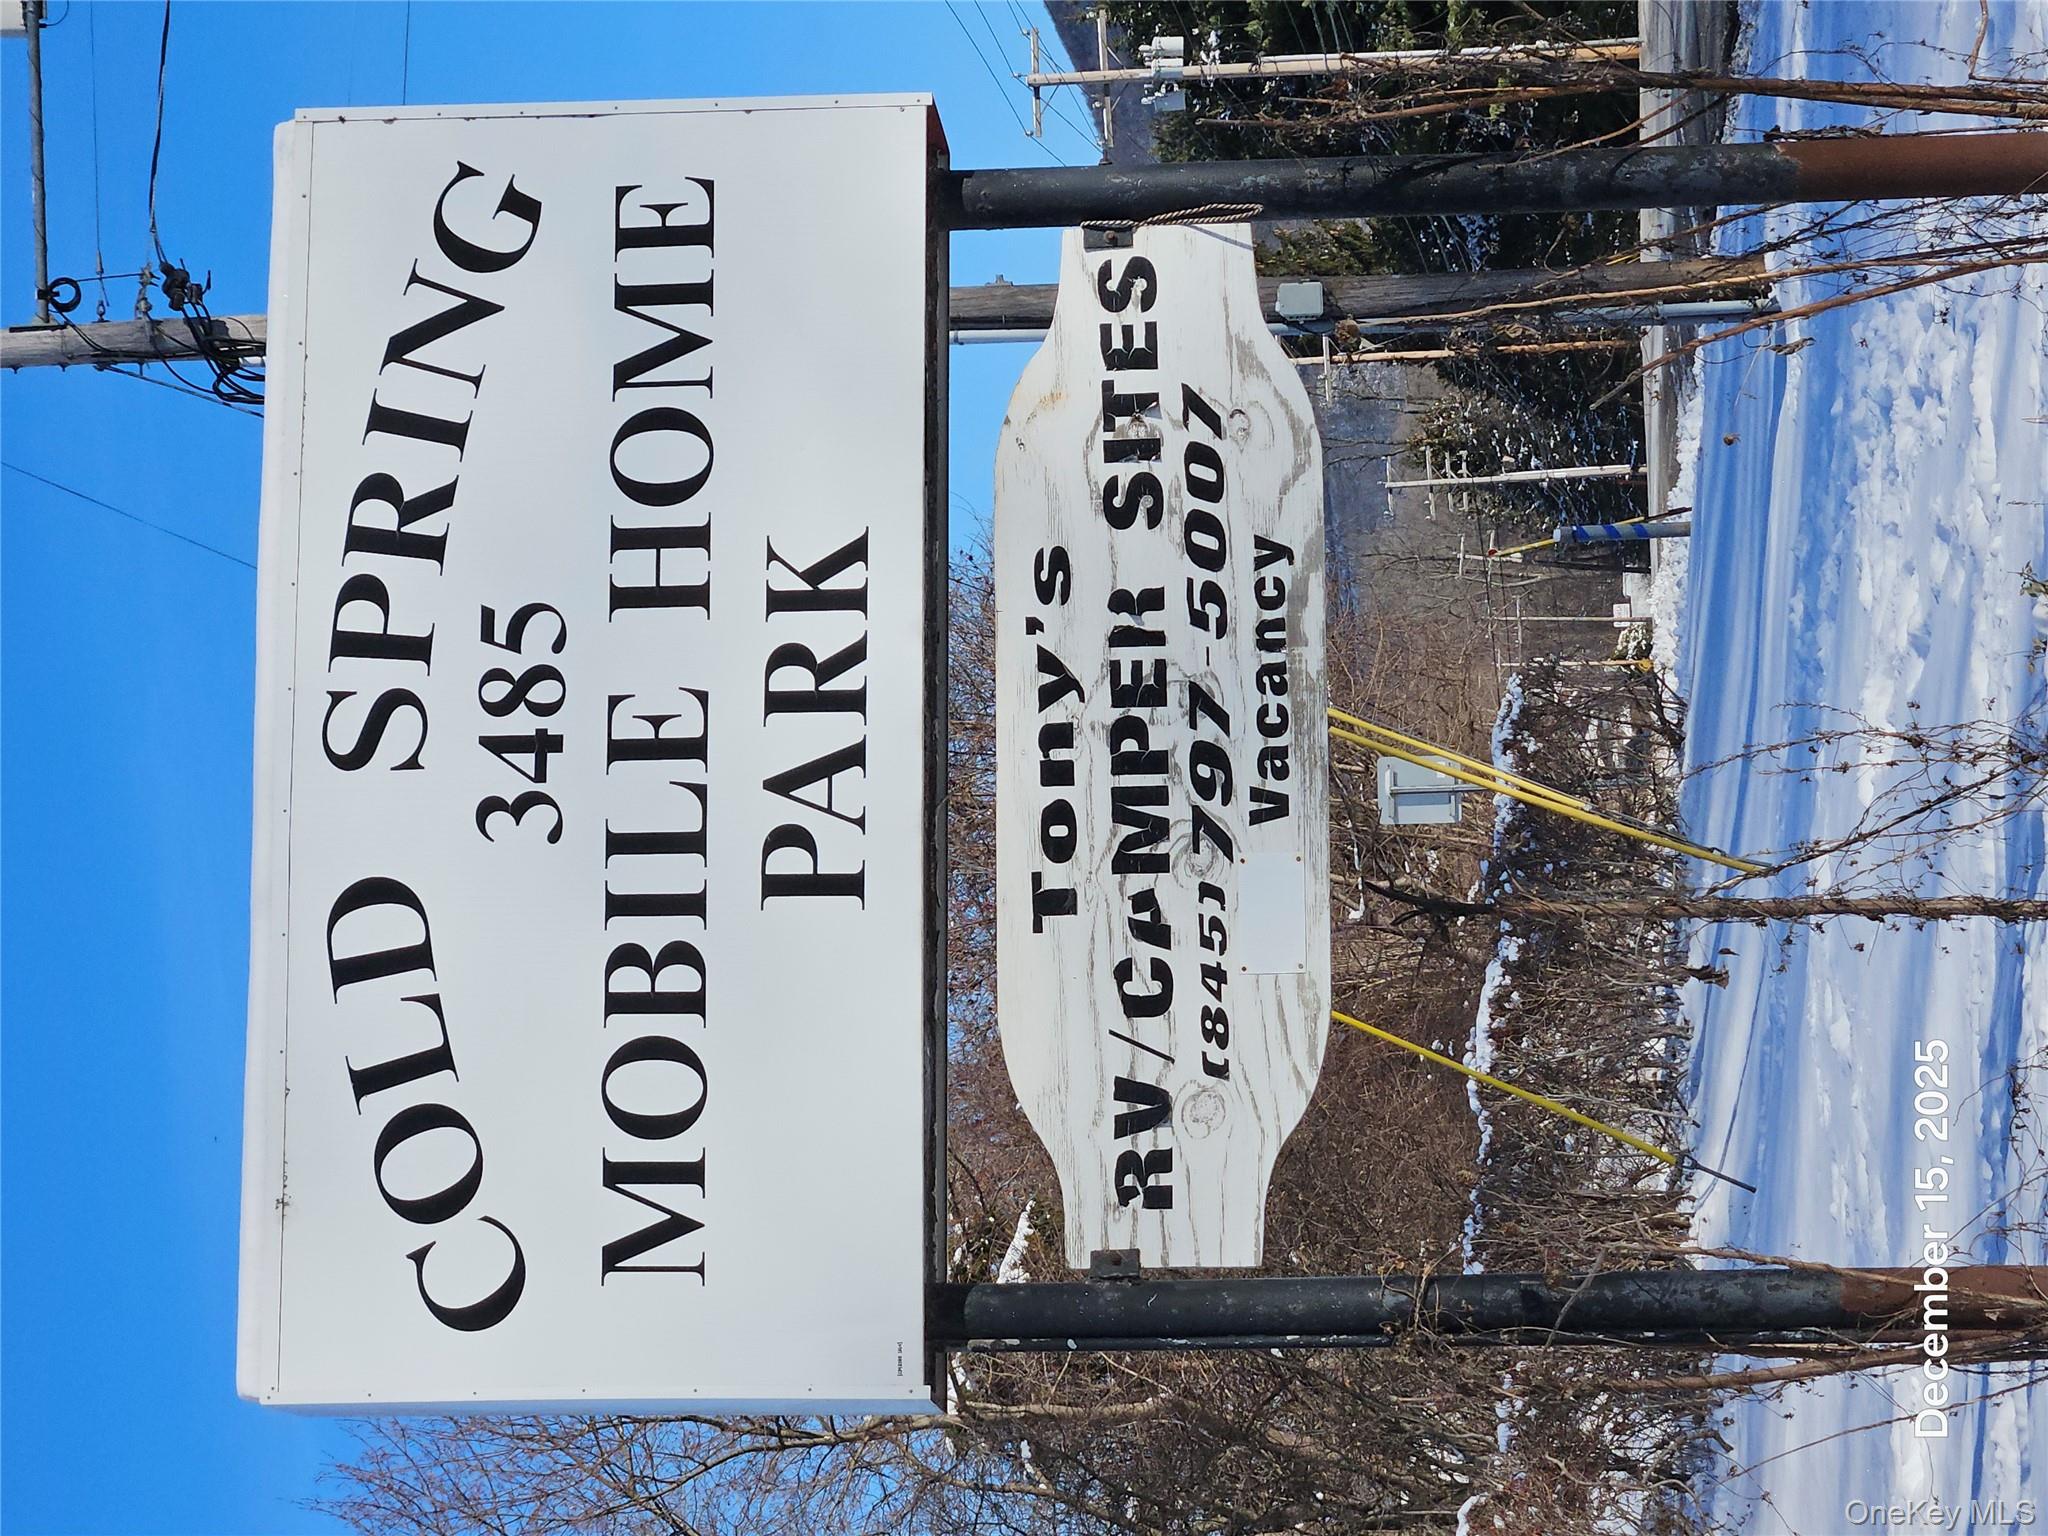 COLD SPRING
3485
MOBILE HOME
PARK
Tony's
RV/CAMPER SITES
(845) 797-5007
Vacancy
December 15, 2025
OneKey MLS